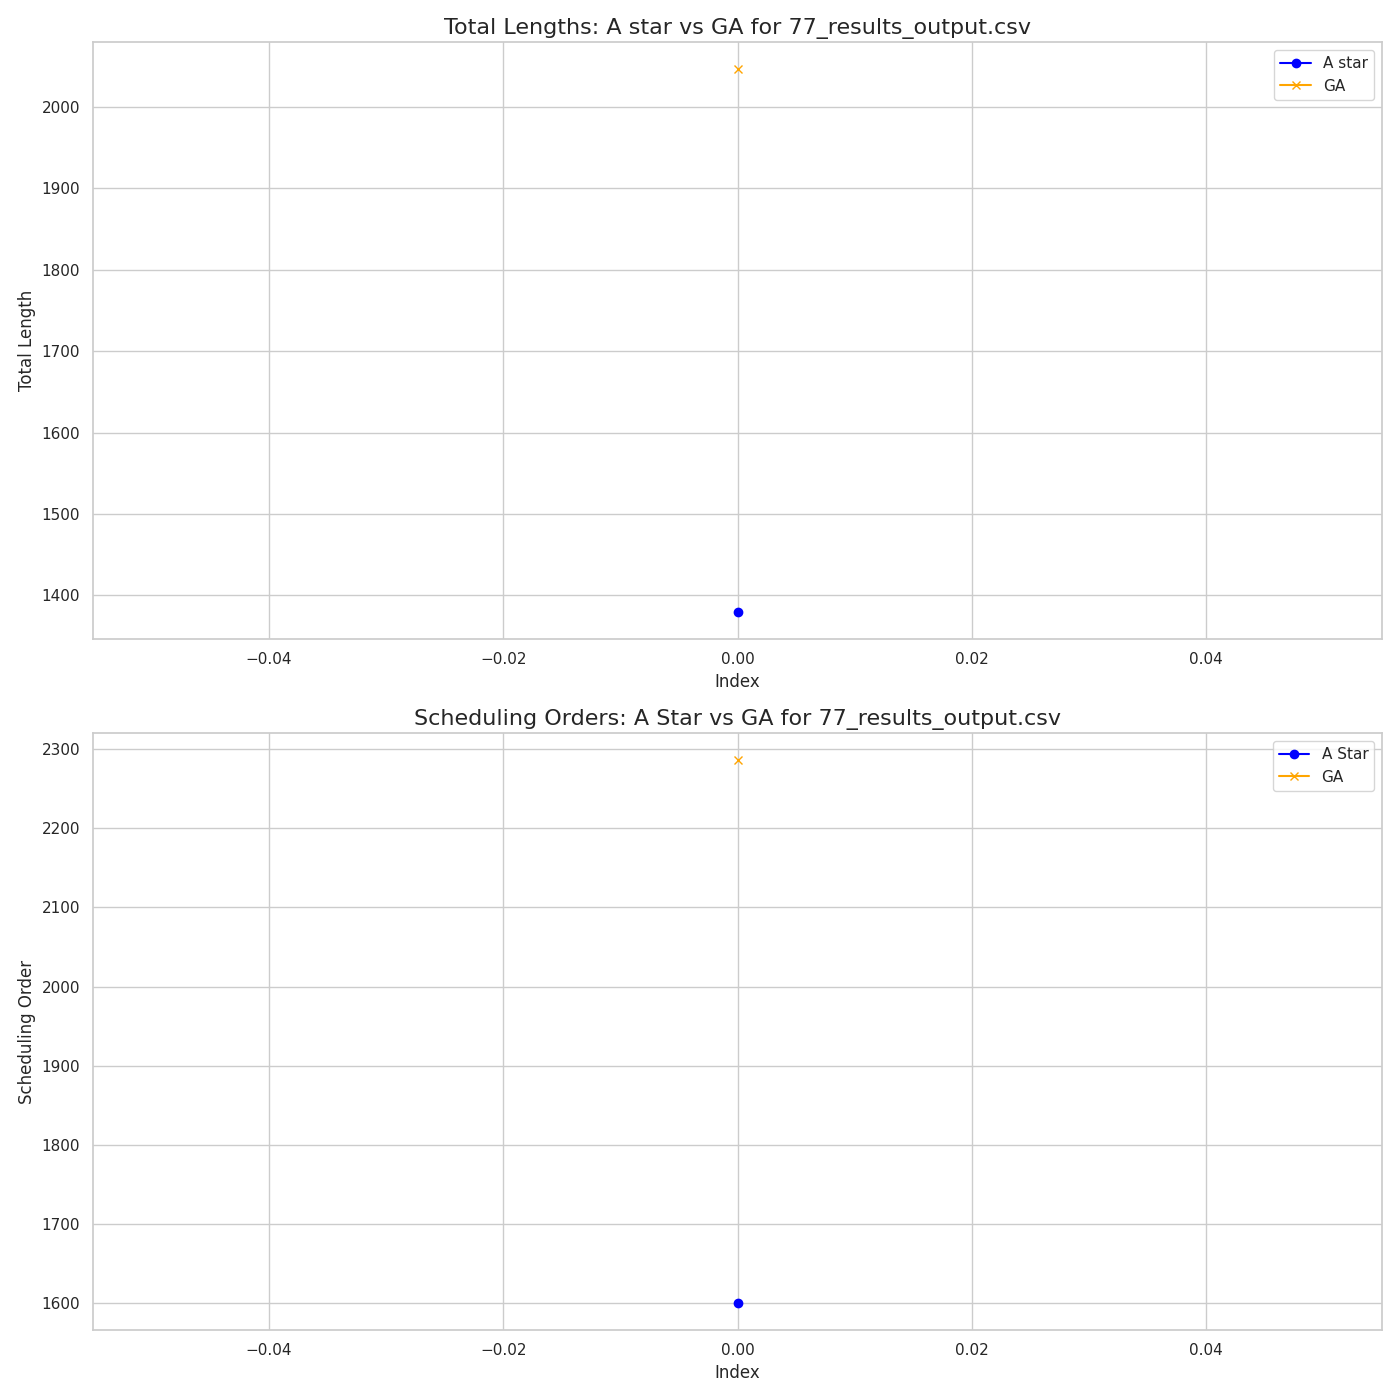 Total Lengths: A star vs GA for 77_results_output.csv
A star
GA
2000
1900
1800
1700
1600
1500
1400
Total Length
−0.04
−0.02
0.00
0.02
0.04
Index
Scheduling Orders: A Star vs GA for 77_results_output.csv
A Star
GA
2300
2200
2100
2000
1900
1800
1700
1600
Scheduling Order
−0.04
−0.02
0.00
0.02
0.04
Index